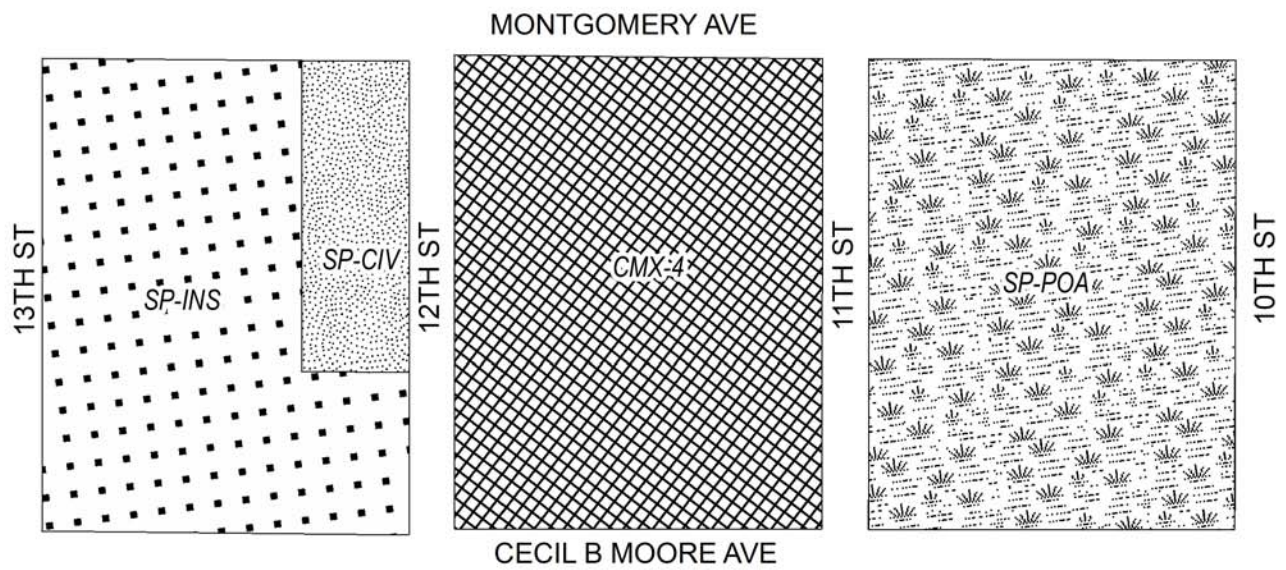 MONTGOMERY AVE
13TH ST
SP-INS
SP-CIV
12TH ST
CMX-4
11TH ST
SP-POA
10TH ST
CECIL B MOORE AVE